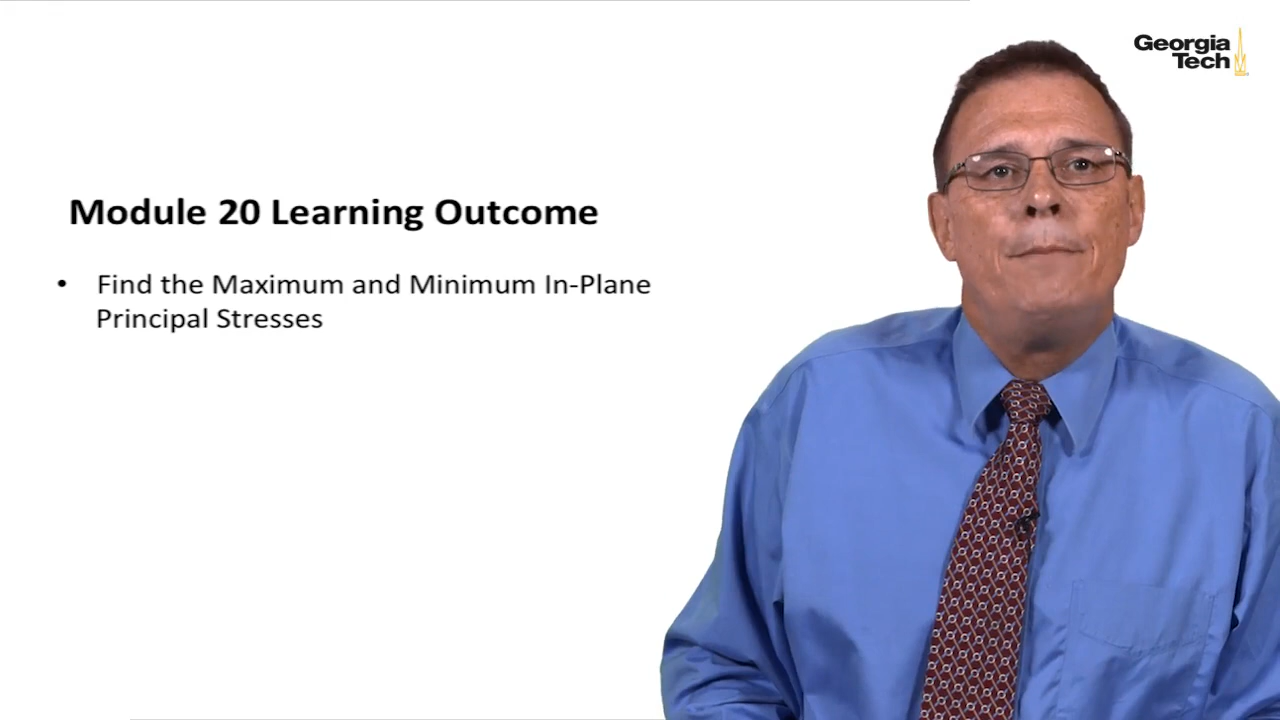 Georgia
Tech
Module 20 Learning Outcome
• Find the Maximum and Minimum In-Plane
Principal Stresses